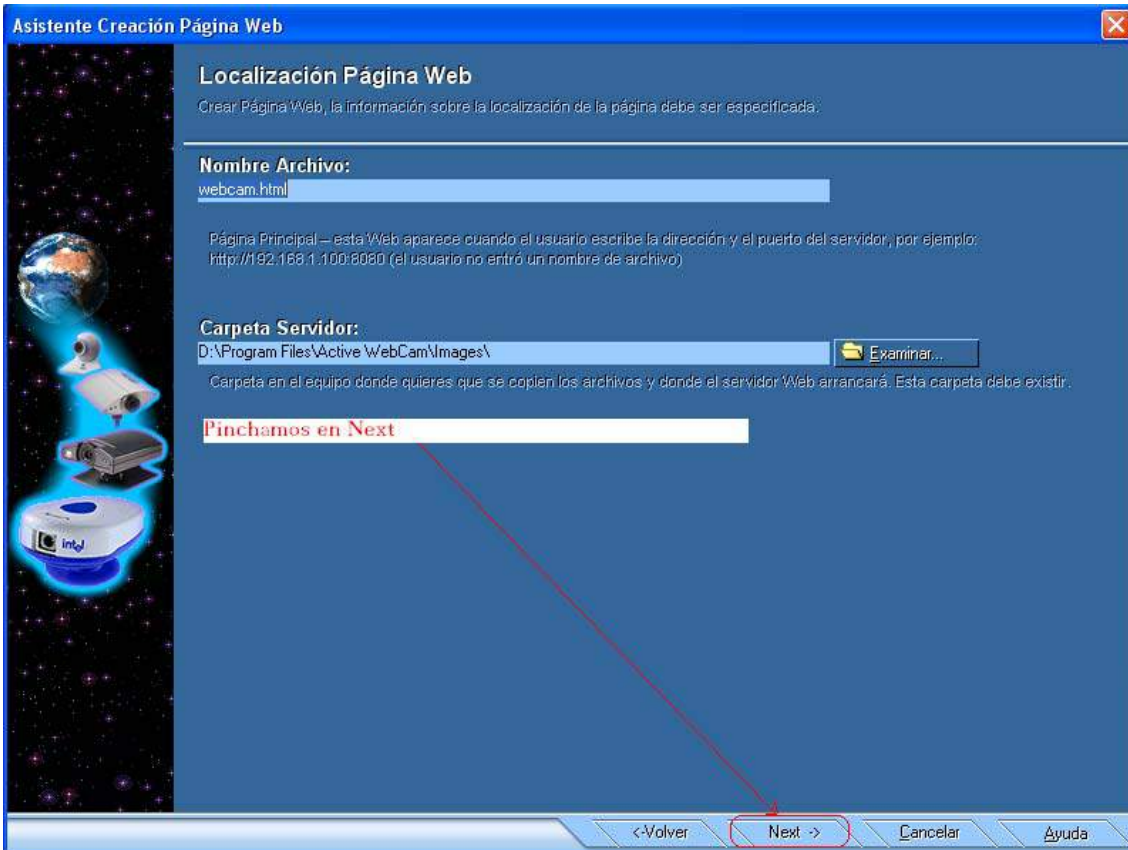 Asistente Creación Página Web
Localización Página Web
Crear Página Web, la información sobre la localización de la página debe ser especificada.
Nombre Archivo:
webcam.html
Página Principal – esta Web aparece cuando el usuario escribe la dirección y el puerto del servidor, por ejemplo:
http://192.168.1.100:8080 (el usuario no entró un nombre de archivo)
Carpeta Servidor:
D:\Program Files\Active WebCam\Images\
Examinar...
Carpeta en el equipo donde quieres que se copien los archivos y donde el servidor Web arrancará. Esta carpeta debe existir.
Pinchamos en Next
intel
<-Volver
Next ->
Cancelar
Ayuda